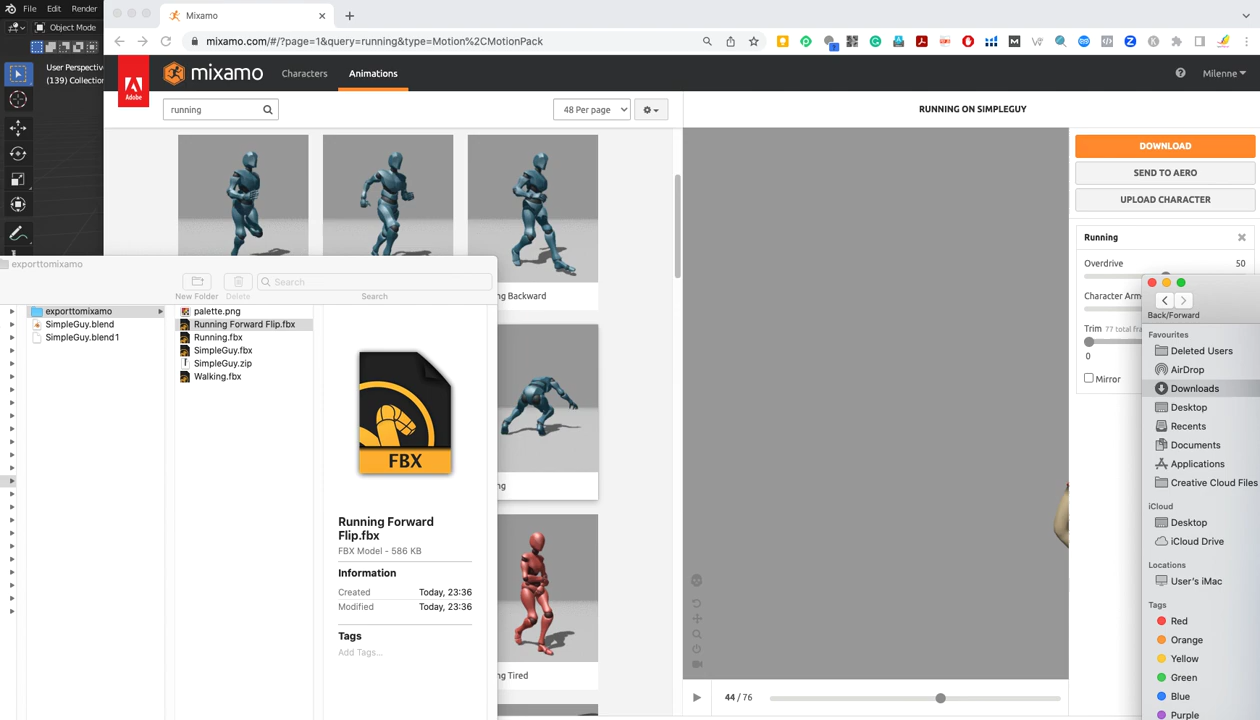 File Edit Render
Object Mode
User Perspectiv
(139) Collection
Mixamo
mixamo.com/#/?page=1&query=running&type=Motion%2CMotionPack
Adobe
mixamo
Characters
Animations
Milenne
running
48 Per page
RUNNING ON SIMPLEGUY
DOWNLOAD
SEND TO AERO
UPLOAD CHARACTER
Running
Overdrive 50
Character Arm
Trim 77 total fra
0
Mirror
ng Backward
ng
ng Tired
44 / 76
exporttomixamo
New Folder
Delete
Search
Search
exporttomixamo
SimpleGuy.blend
SimpleGuy.blend1
palette.png
Running Forward Flip.fbx
Running.fbx
SimpleGuy.fbx
SimpleGuy.zip
Walking.fbx
FBX
Running Forward
Flip.fbx
FBX Model - 586 KB
Information
Created Today, 23:36
Modified Today, 23:36
Tags
Add Tags...
Back/Forward
Favourites
Deleted Users
AirDrop
Downloads
Desktop
Recents
Documents
Applications
Creative Cloud Files
iCloud
Desktop
iCloud Drive
Locations
User's iMac
Tags
Red
Orange
Yellow
Green
Blue
Purple